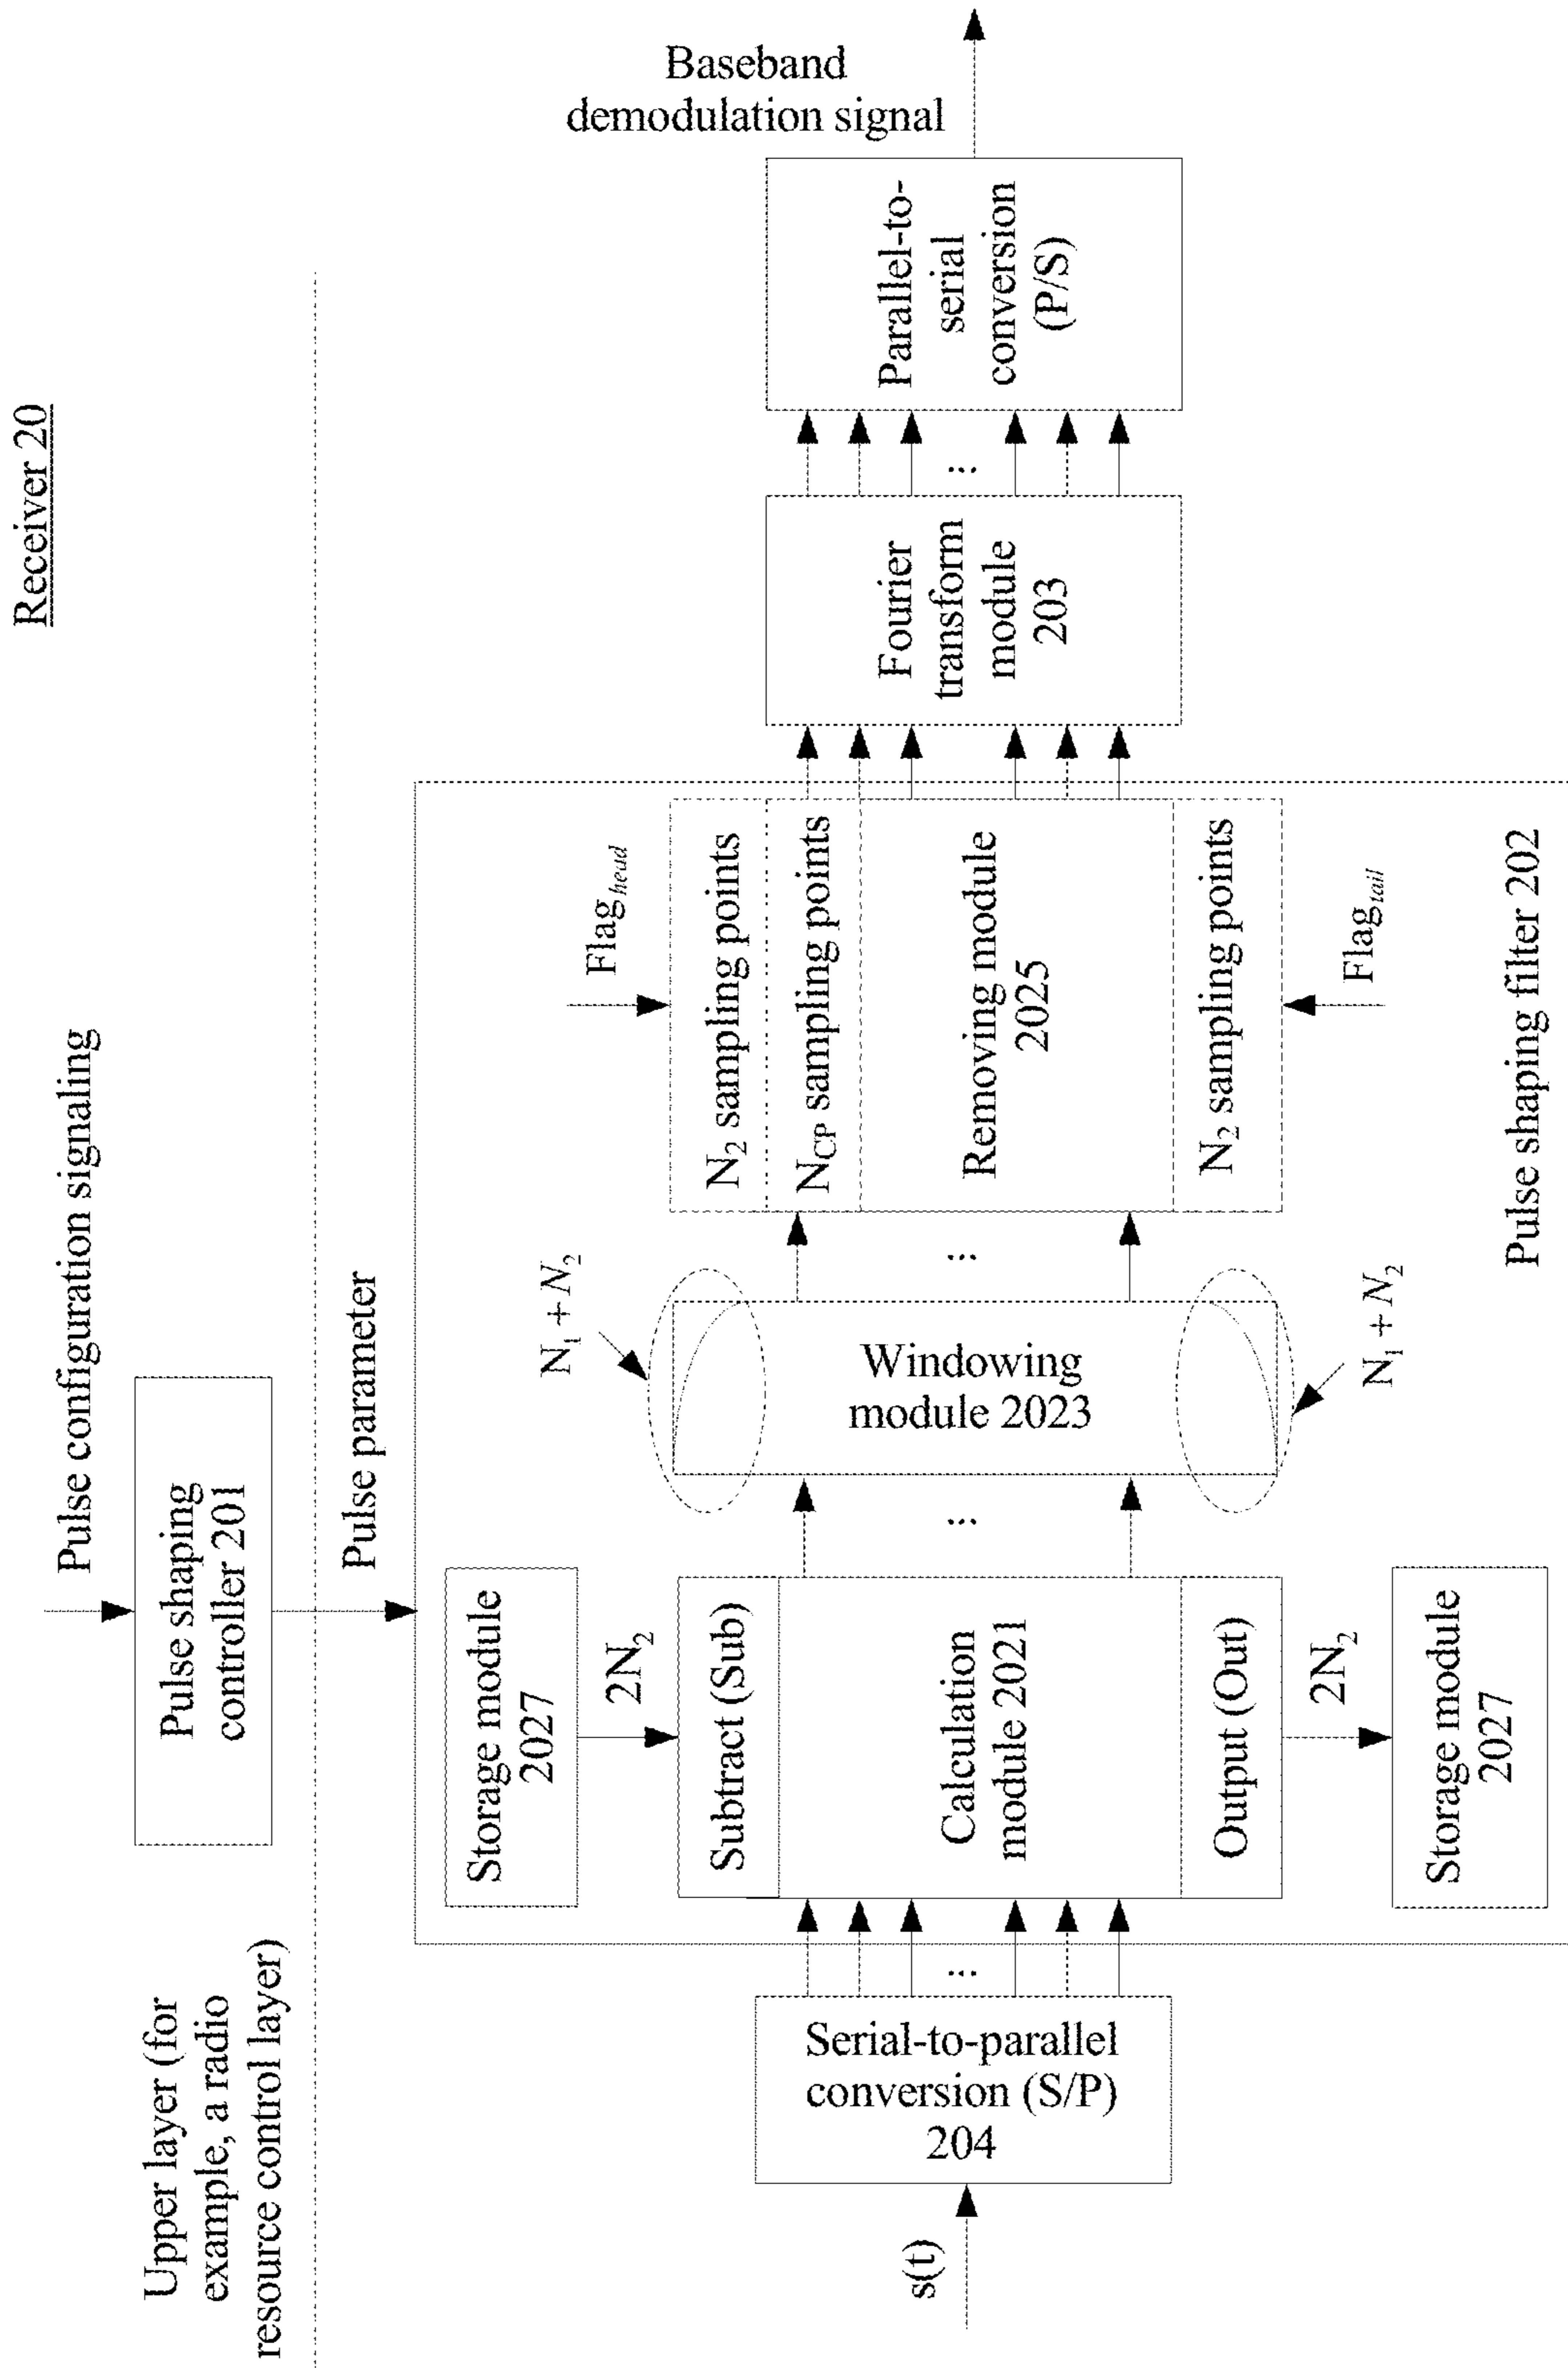 Receiver 20
Upper layer (for
example, a radio
resource control layer)
Pulse configuration signaling
Pulse shaping
controller 201
Pulse parameter
Storage module
2027
2N₂
Subtract (Sub)
Calculation
module 2021
Output (Out)
2N₂
Storage module
2027
s(t)
Serial-to-parallel
conversion (S/P)
204
...
...
N₁ + N₂
Windowing
module 2023
N₁ + N₂
...
Flag_head
N₂ sampling points
N_CP sampling points
Removing module
2025
N₂ sampling points
Flag_tail
Pulse shaping filter 202
Fourier
transform
module
203
...
Parallel-to-
serial
conversion
(P/S)
Baseband
demodulation signal